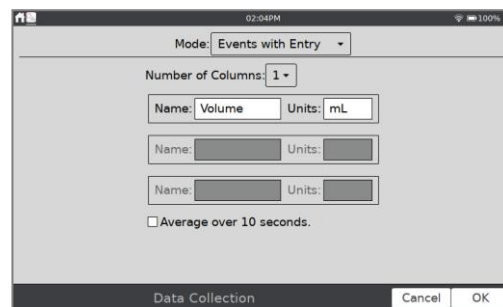 02:04PM 100%
Mode: Events with Entry
Number of Columns: 1
Name: Volume Units: mL
Name: Units:
Name: Units:
Average over 10 seconds.
Data Collection Cancel OK